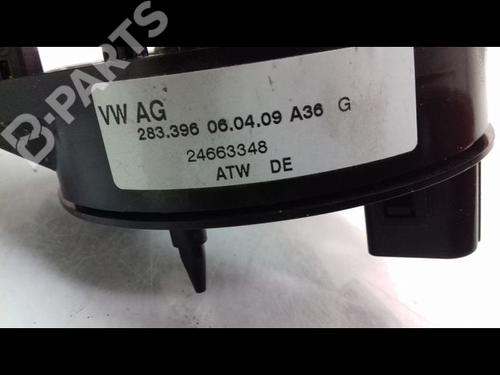 B-PARTS
VW AG
283.396 06.04.09 A36 G
24663348
ATW DE